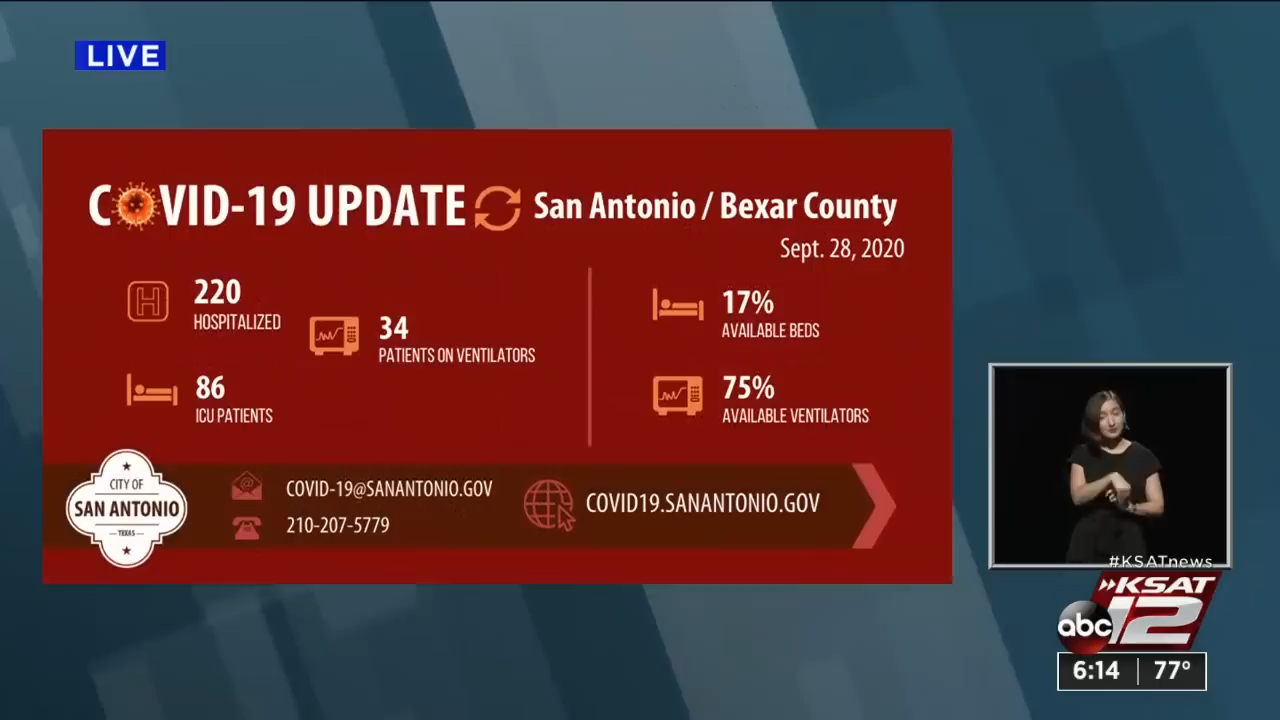 LIVE
COVID-19 UPDATE
San Antonio / Bexar County
Sept. 28, 2020
220
HOSPITALIZED
34
PATIENTS ON VENTILATORS
86
ICU PATIENTS
17%
AVAILABLE BEDS
75%
AVAILABLE VENTILATORS
CITY OF
SAN ANTONIO
TEXAS
COVID-19@SANANTONIO.GOV
210-207-5779
COVID19.SANANTONIO.GOV
#KSATnews
KSAT
abc 12
6:14 77°